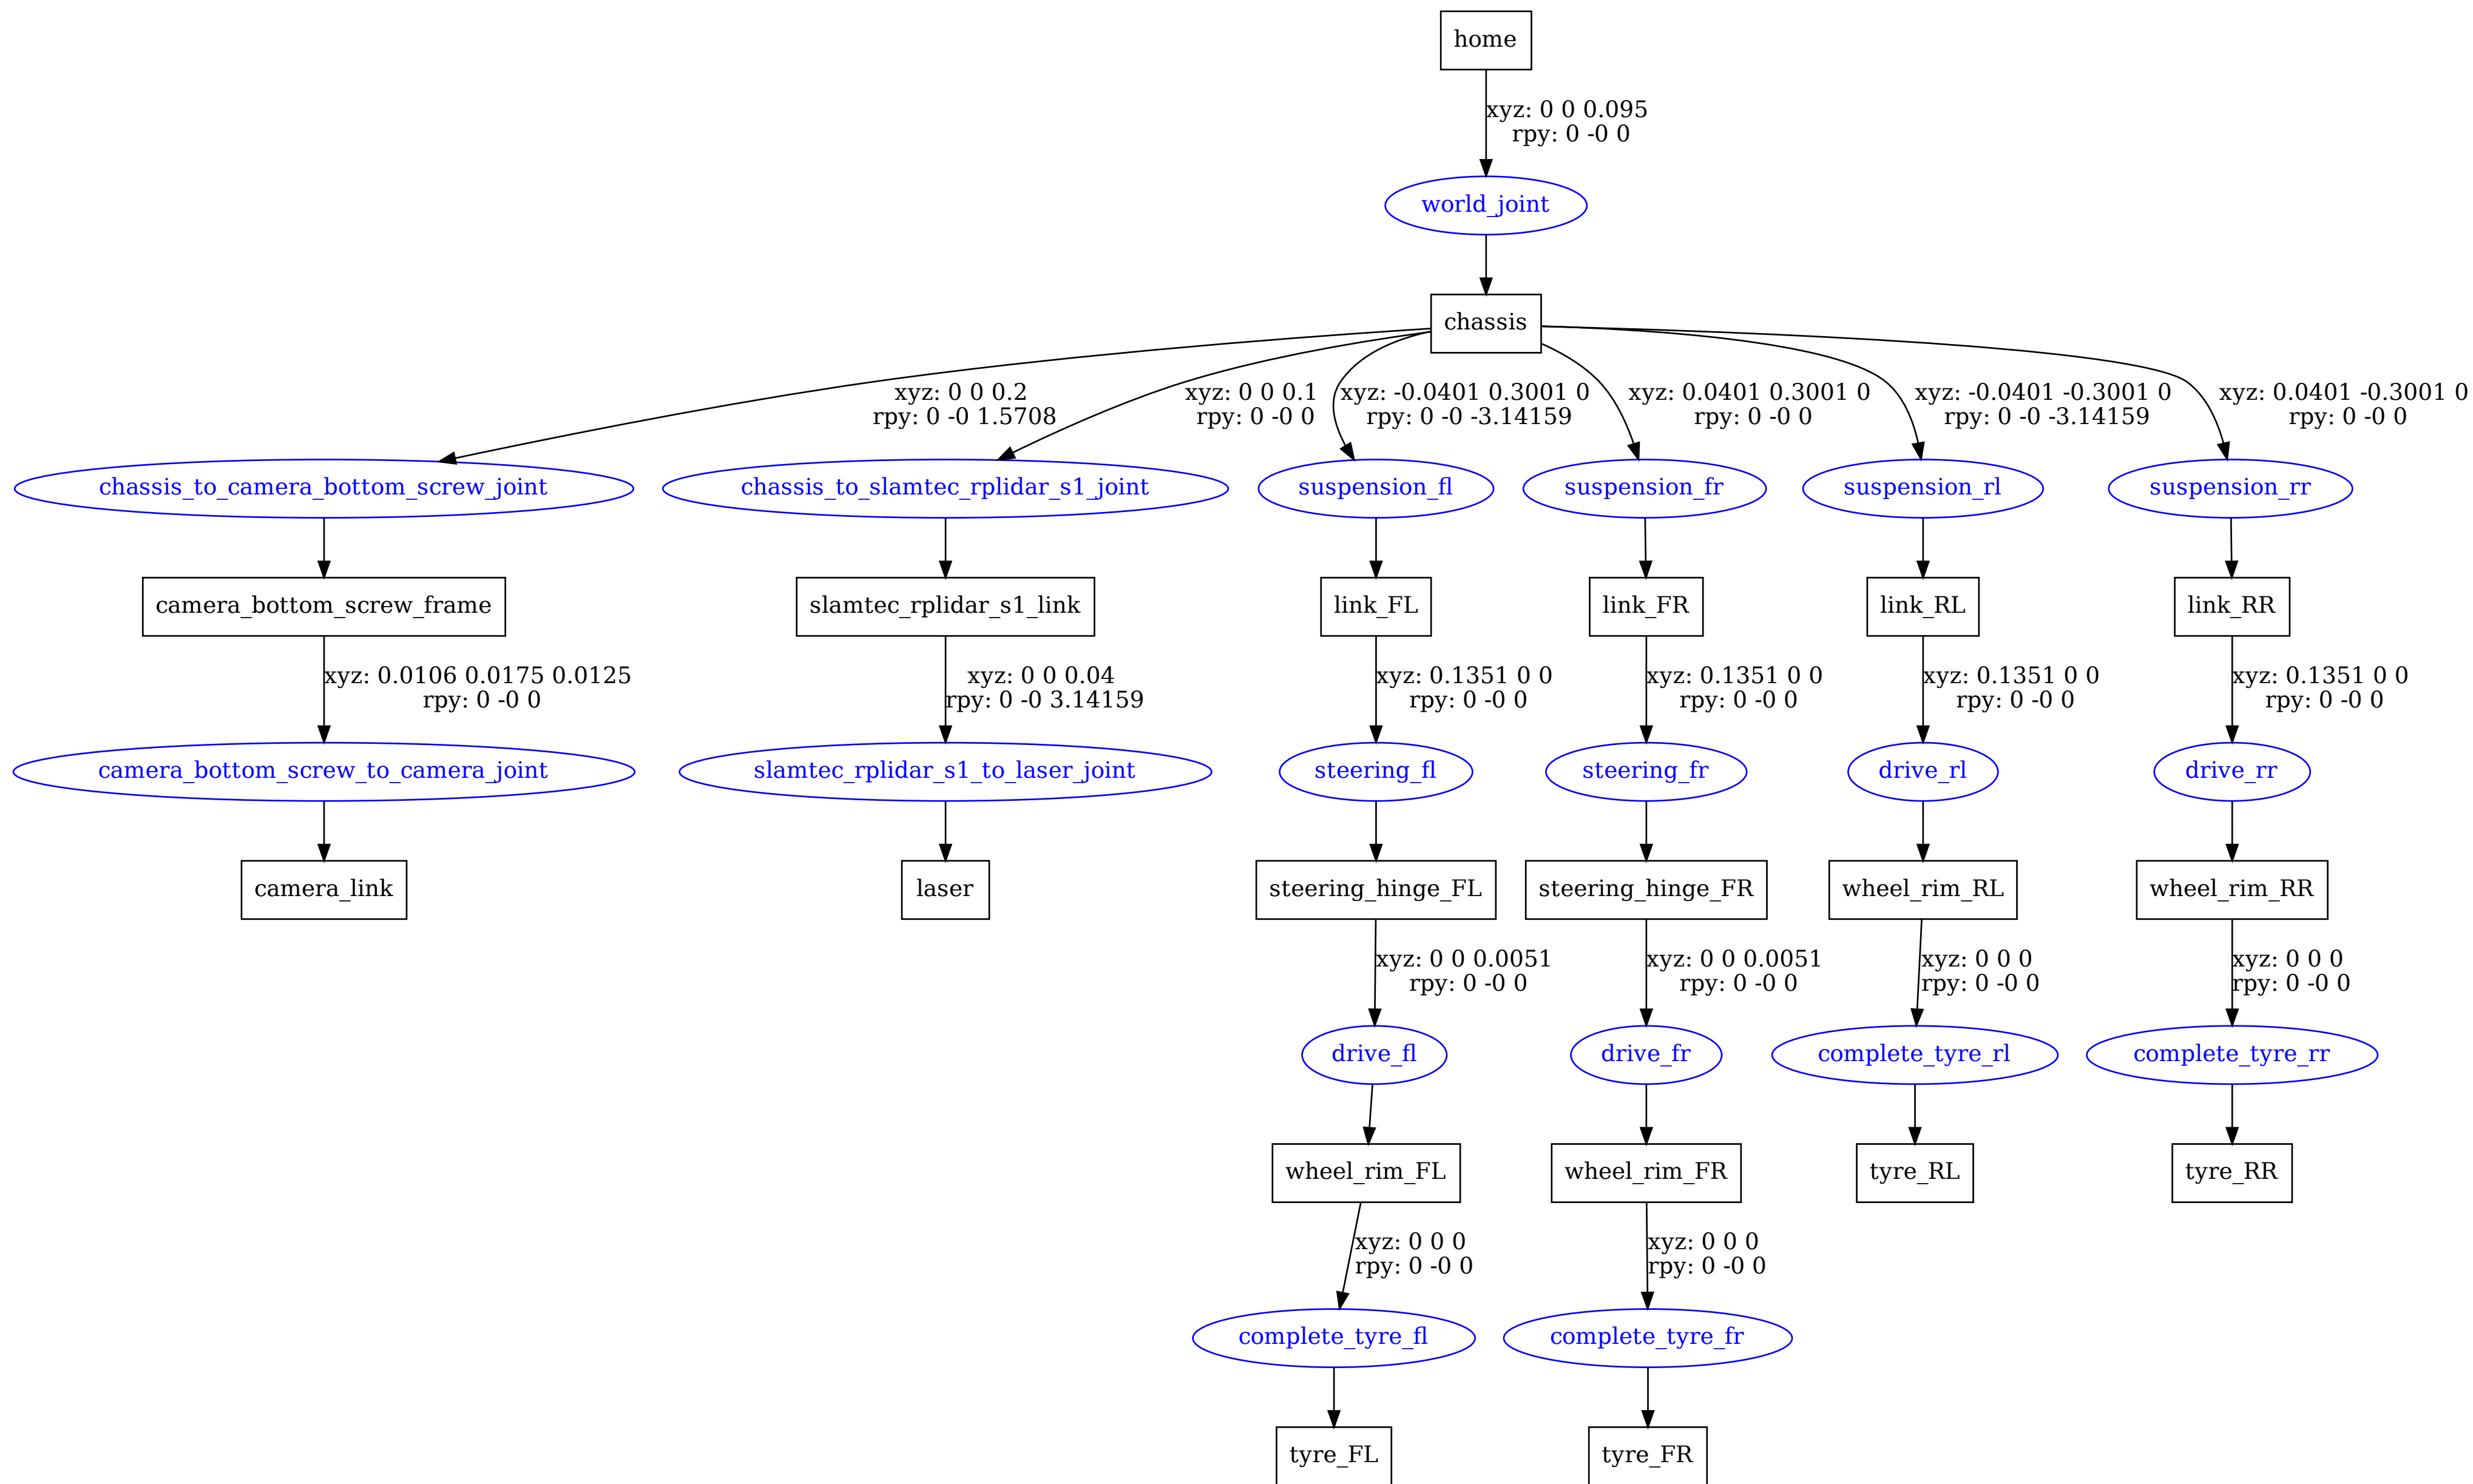 home
xyz: 0 0 0.095
rpy: 0 -0 0
world_joint
chassis
xyz: 0 0 0.2
rpy: 0 -0 1.5708
xyz: 0 0 0.1
rpy: 0 -0 0
xyz: -0.0401 0.3001 0
rpy: 0 -0 -3.14159
xyz: 0.0401 0.3001 0
rpy: 0 -0 0
xyz: -0.0401 -0.3001 0
rpy: 0 -0 -3.14159
xyz: 0.0401 -0.3001 0
rpy: 0 -0 0
chassis_to_camera_bottom_screw_joint
chassis_to_slamtec_rplidar_s1_joint
suspension_fl
suspension_fr
suspension_rl
suspension_rr
camera_bottom_screw_frame
slamtec_rplidar_s1_link
link_FL
link_FR
link_RL
link_RR
xyz: 0.0106 0.0175 0.0125
rpy: 0 -0 0
xyz: 0 0 0.04
rpy: 0 -0 3.14159
xyz: 0.1351 0 0
rpy: 0 -0 0
xyz: 0.1351 0 0
rpy: 0 -0 0
xyz: 0.1351 0 0
rpy: 0 -0 0
xyz: 0.1351 0 0
rpy: 0 -0 0
camera_bottom_screw_to_camera_joint
slamtec_rplidar_s1_to_laser_joint
steering_fl
steering_fr
drive_rl
drive_rr
camera_link
laser
steering_hinge_FL
steering_hinge_FR
wheel_rim_RL
wheel_rim_RR
xyz: 0 0 0.0051
rpy: 0 -0 0
xyz: 0 0 0.0051
rpy: 0 -0 0
xyz: 0 0 0
rpy: 0 -0 0
xyz: 0 0 0
rpy: 0 -0 0
drive_fl
drive_fr
complete_tyre_rl
complete_tyre_rr
wheel_rim_FL
wheel_rim_FR
tyre_RL
tyre_RR
xyz: 0 0 0
rpy: 0 -0 0
xyz: 0 0 0
rpy: 0 -0 0
complete_tyre_fl
complete_tyre_fr
tyre_FL
tyre_FR